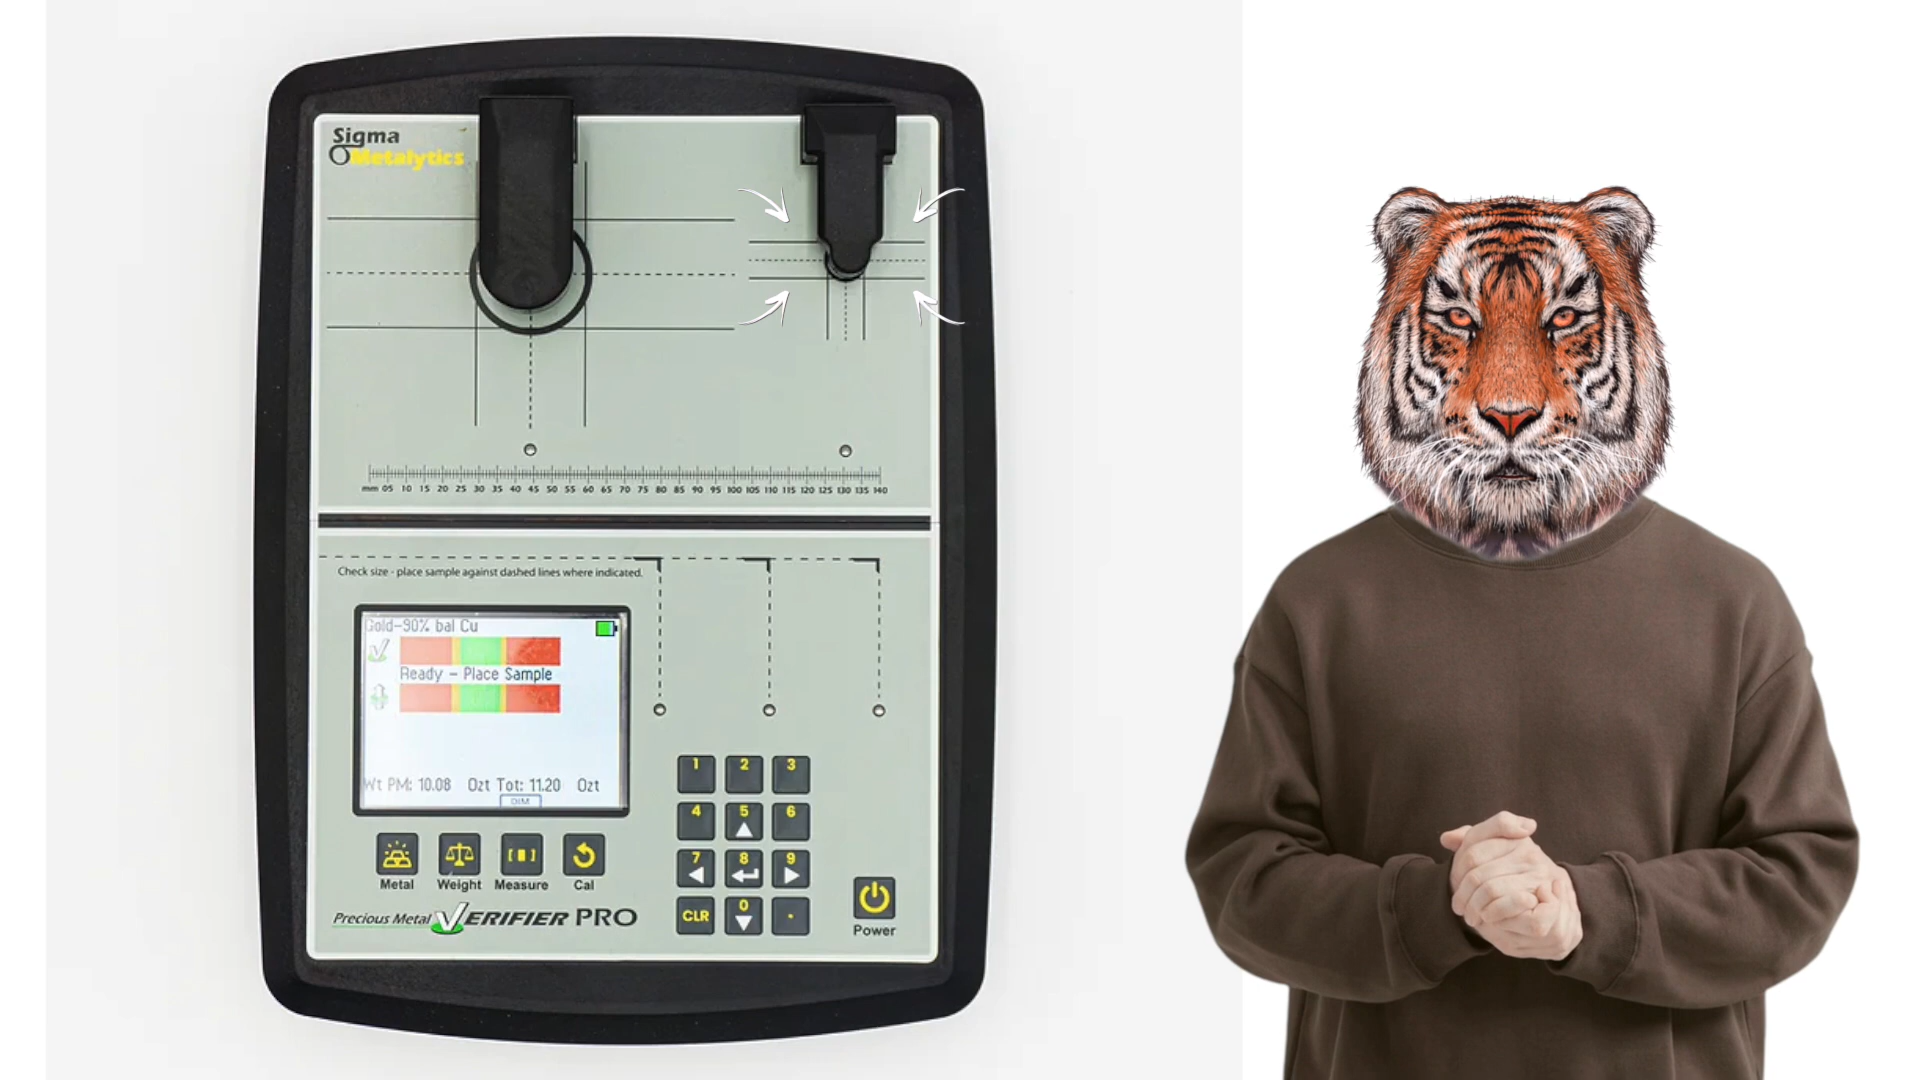 Sigma
Metalytics
mm 05 10 15 20 25 30 35 40 45 50 55 60 65 70 75 80 85 90 95 100 105 110 115 120 125 130 135 140
Check size - place sample against dashed lines where indicated.
Gold-90% bal Cu
Ready - Place Sample
Wt PM: 10.08 Ozt Tot: 11.20 Ozt
DIM
Metal Weight Measure Cal
Precious Metal VERIFIER PRO
1 2 3
4 5 6
7 8 9
CLR 0 .
Power